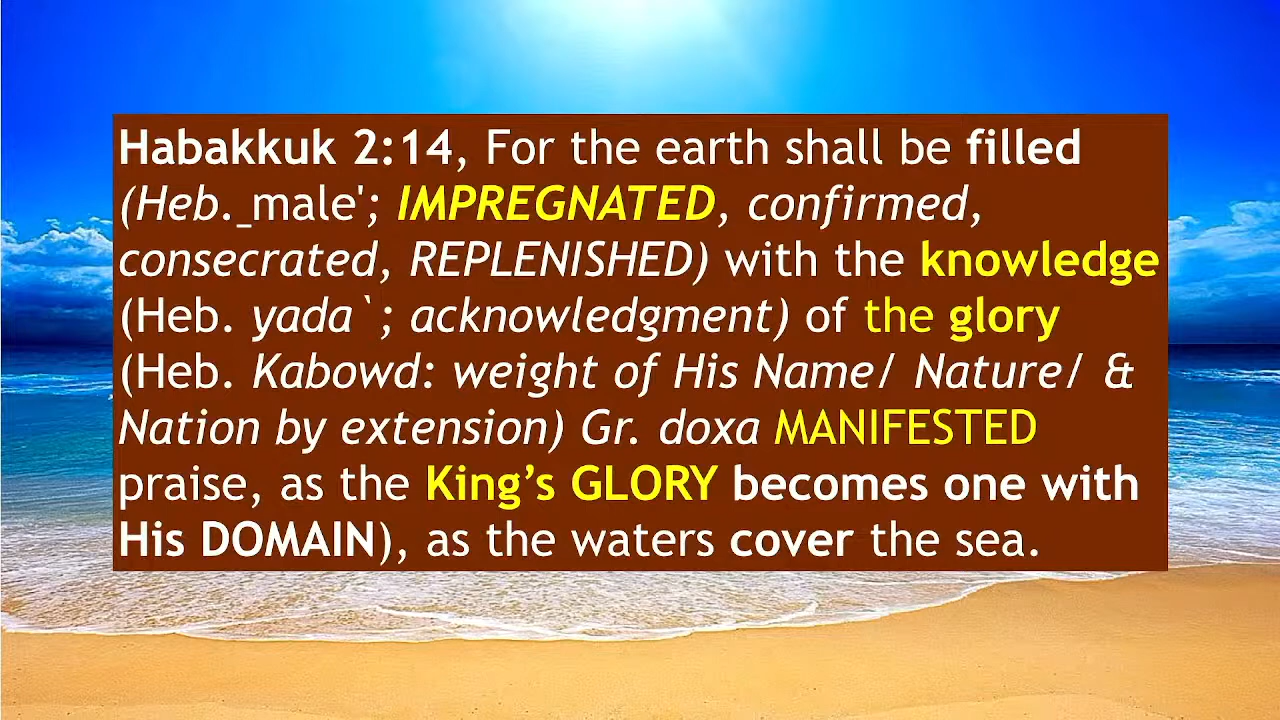 Habakkuk 2:14, For the earth shall be filled
(Heb._male'; IMPREGNATED, confirmed,
consecrated, REPLENISHED) with the knowledge
(Heb. yada`; acknowledgment) of the glory
(Heb. Kabowd: weight of His Name/ Nature/ &
Nation by extension) Gr. doxa MANIFESTED
praise, as the King’s GLORY becomes one with
His DOMAIN), as the waters cover the sea.